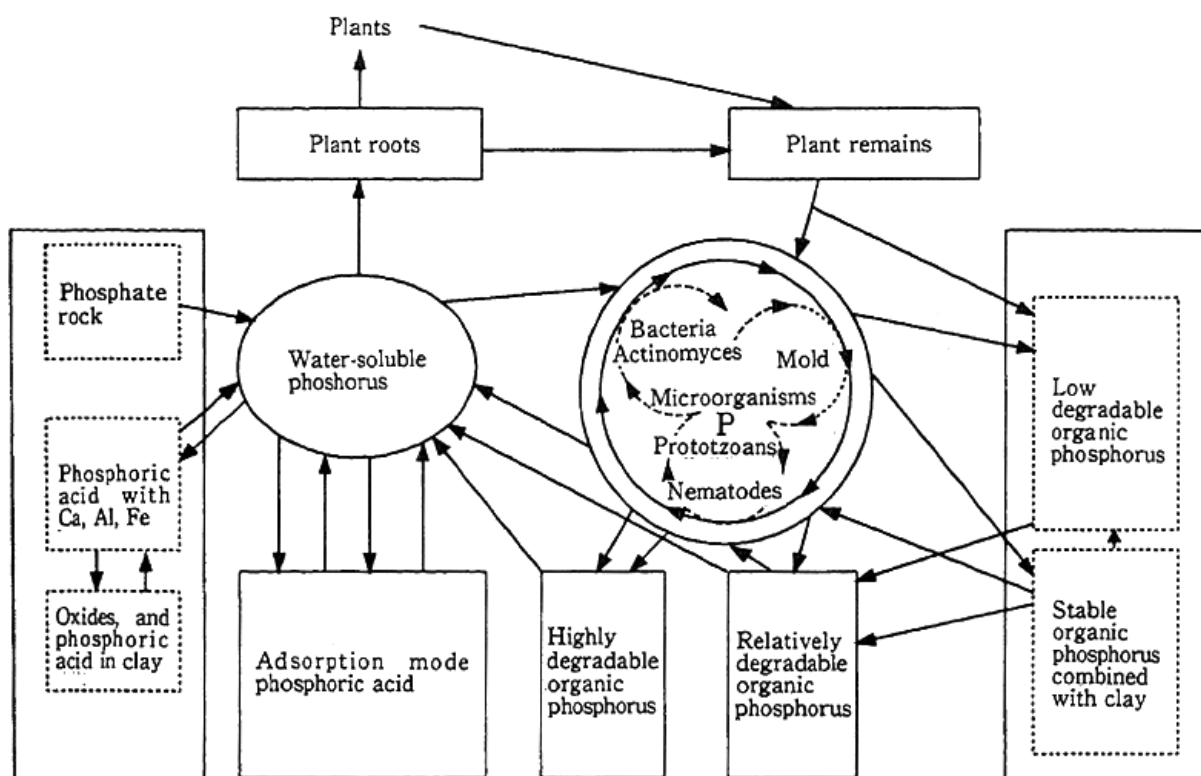 Plants
Plant roots
Plant remains
Phosphate
rock
Water-soluble
phoshorus
Bacteria
Actinomyces
Mold
Microorganisms
P
Prototzoans
Nematodes
Low
degradable
organic
phosphorus
Phosphoric
acid with
Ca, Al, Fe
Oxides, and
phosphoric
acid in clay
Adsorption mode
phosphoric acid
Highly
degradable
organic
phosphorus
Relatively
degradable
organic
phosphorus
Stable
organic
phosphorus
combined
with clay